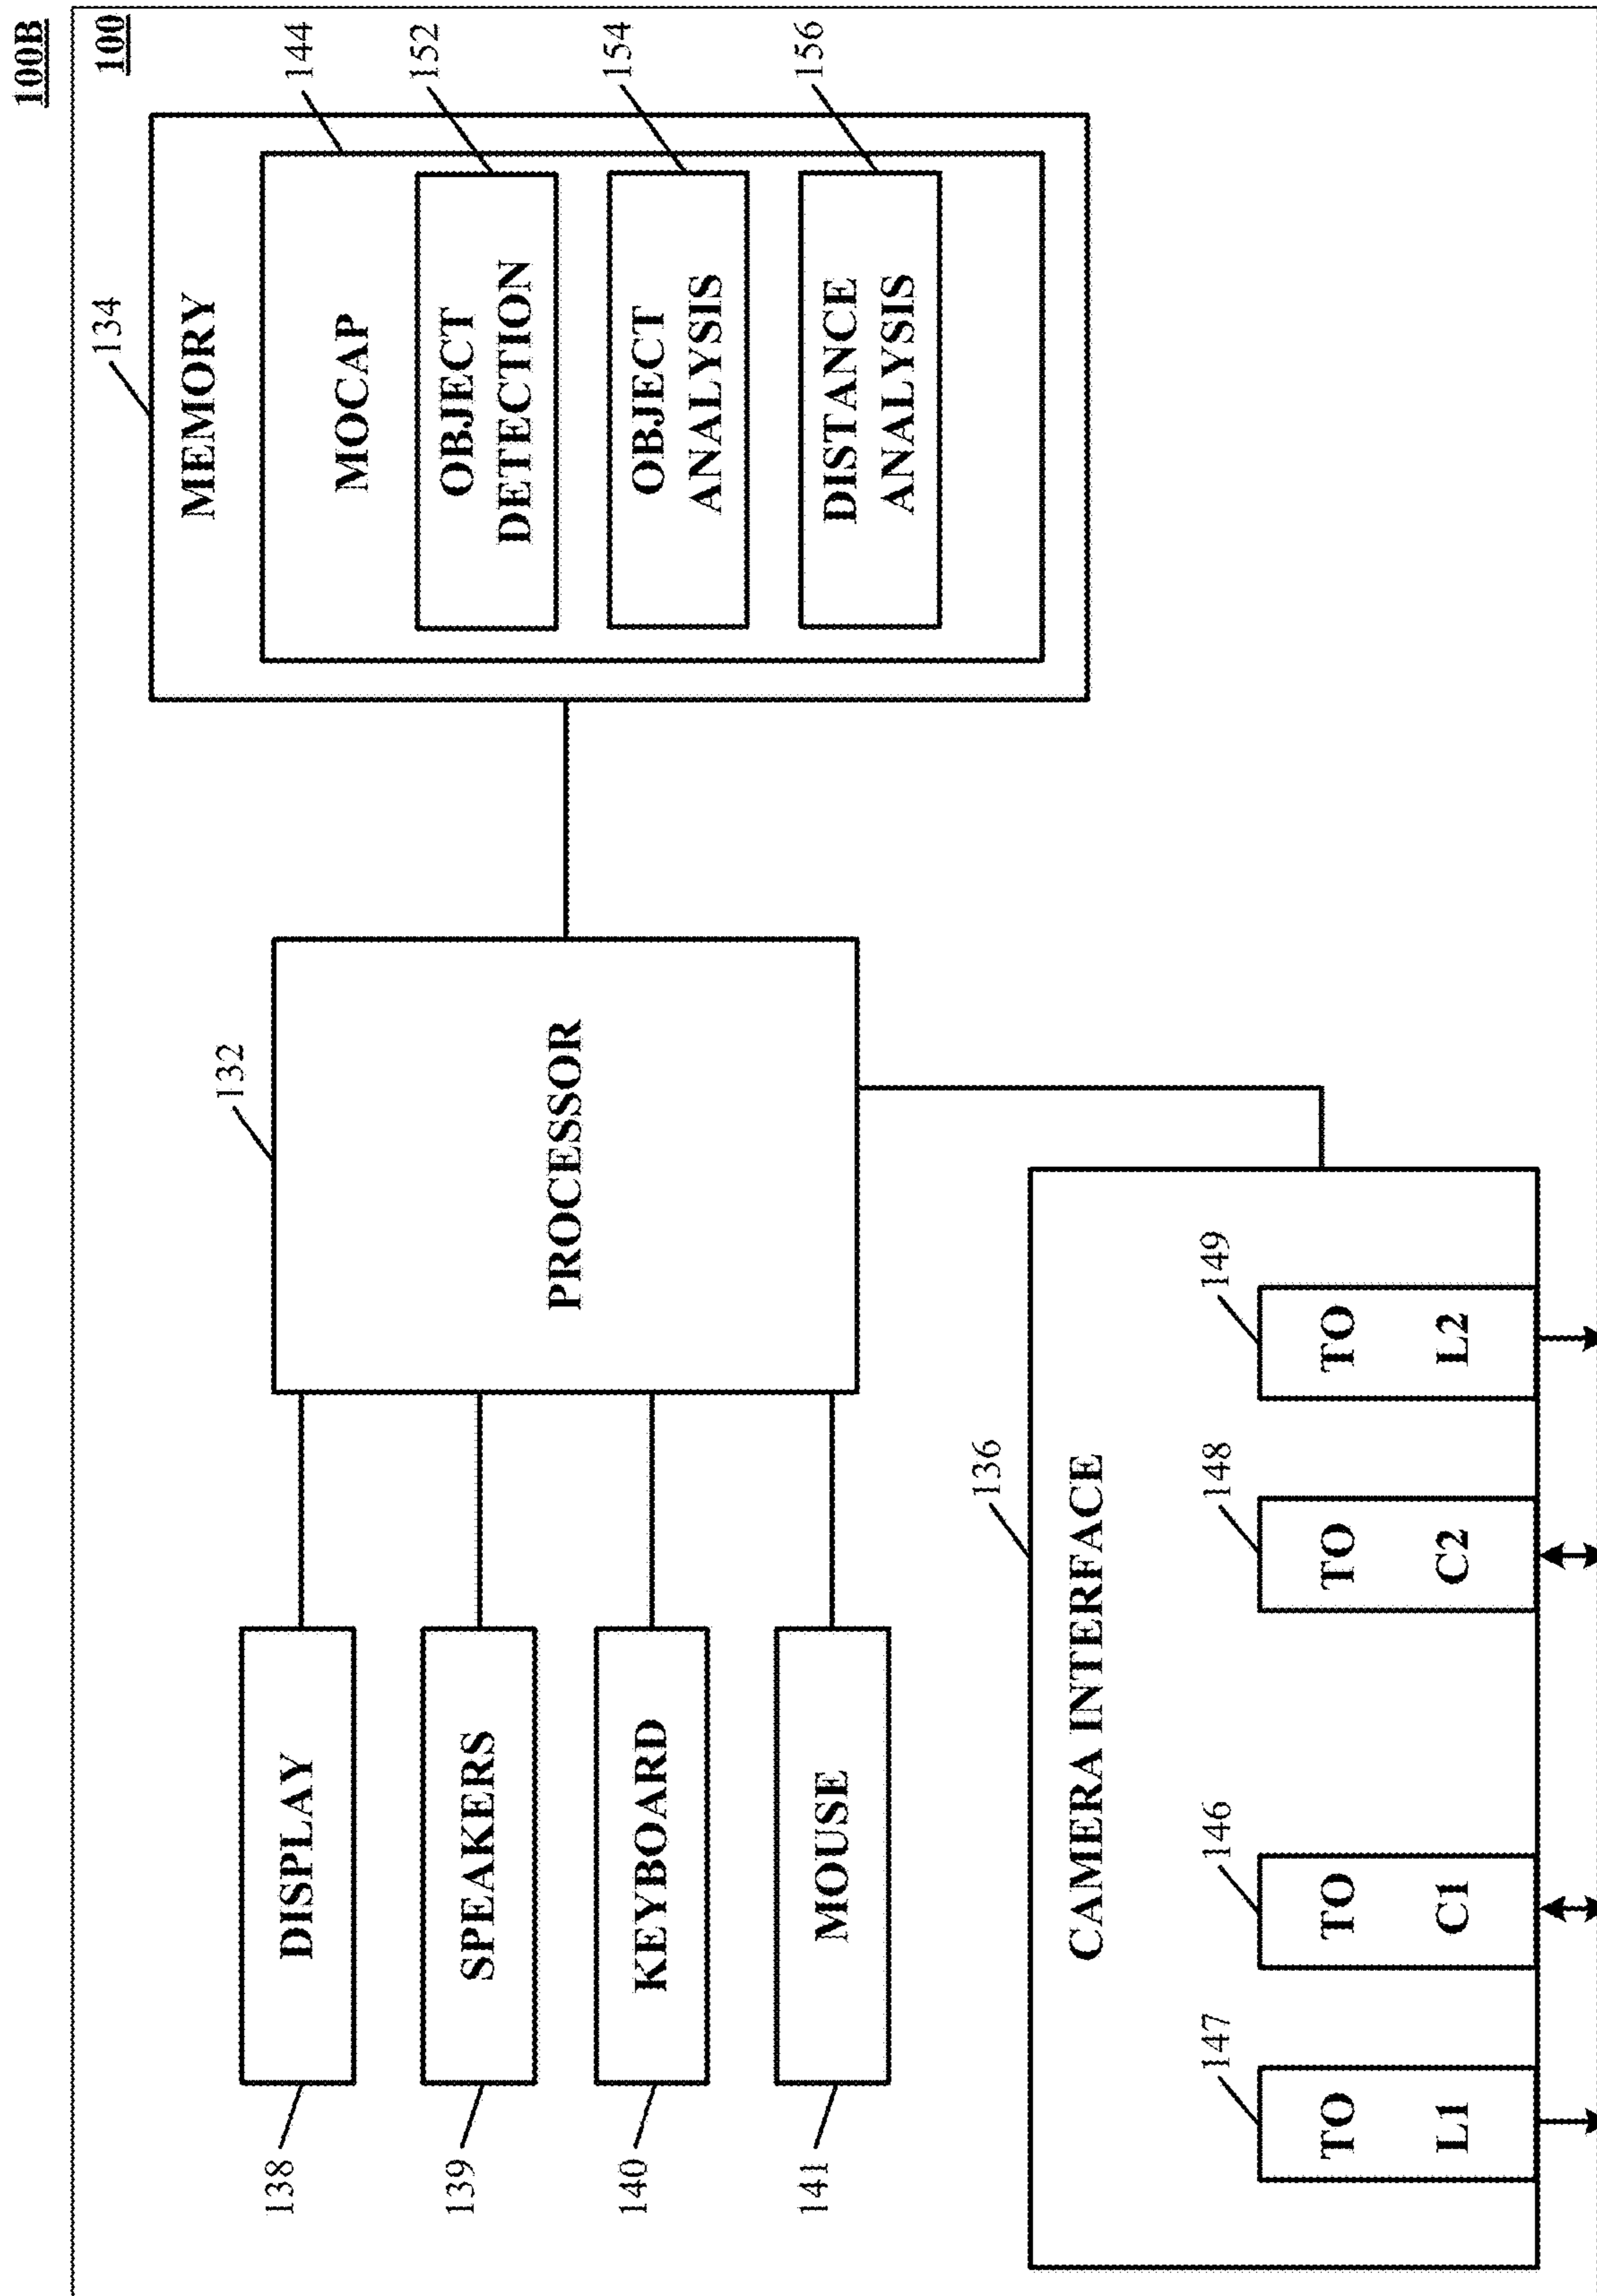 100B
100
138
DISPLAY
139
SPEAKERS
140
KEYBOARD
141
MOUSE
132
PROCESSOR
134
MEMORY
144
MOCAP
152
OBJECT
DETECTION
154
OBJECT
ANALYSIS
156
DISTANCE
ANALYSIS
136
CAMERA INTERFACE
147
TO
L1
146
TO
C1
148
TO
C2
149
TO
L2